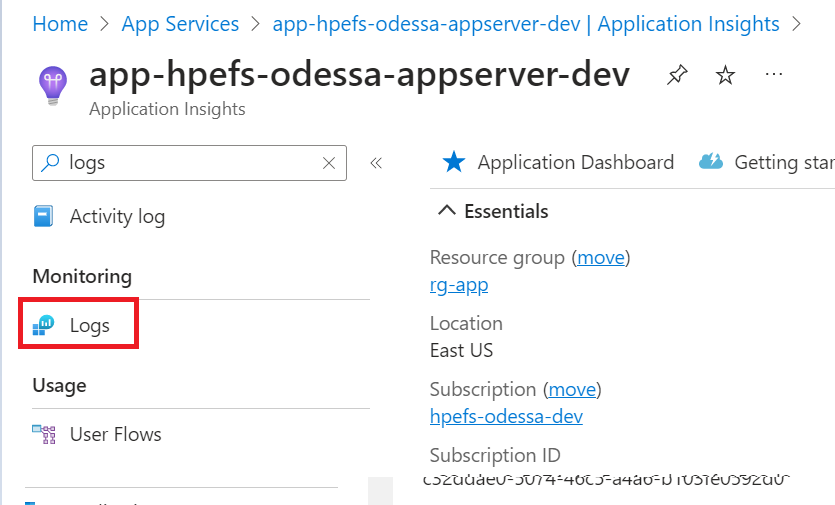 Home > App Services > app-hpefs-odessa-appserver-dev | Application Insights >
app-hpefs-odessa-appserver-dev
Application Insights
logs
Activity log
Monitoring
Logs
Usage
User Flows
Application Dashboard
Getting star
Essentials
Resource group (move)
rg-app
Location
East US
Subscription (move)
hpefs-odessa-dev
Subscription ID